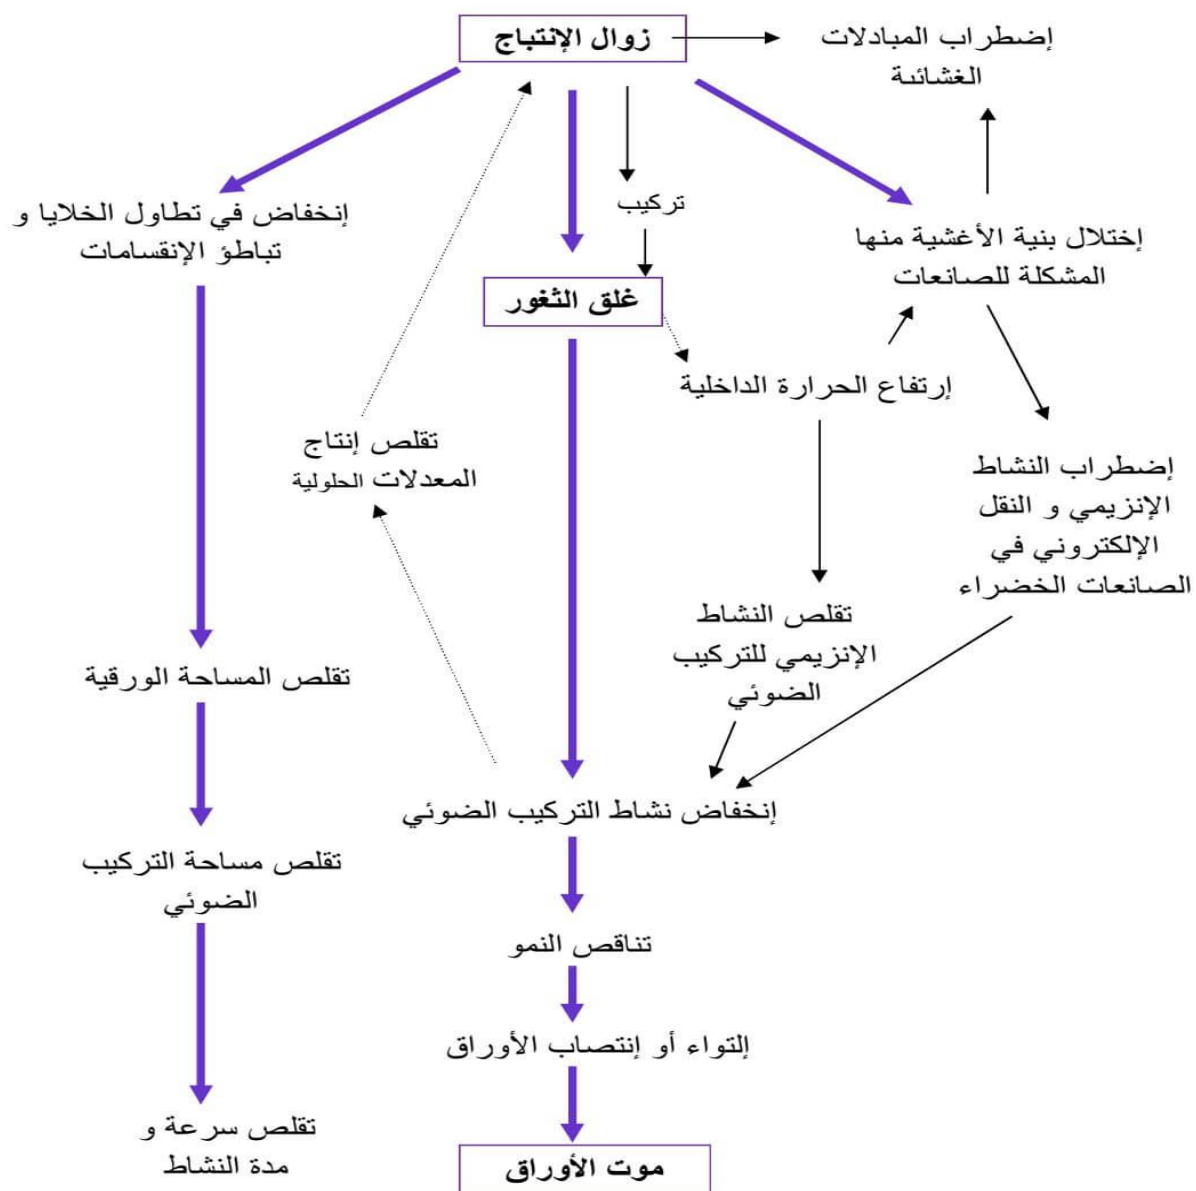 زوال الإنتباج
إضطراب المبادلات
الغشائية
إنخفاض في تطاول الخلايا و
تباطؤ الإنقسامات
تركيب
إختلال بنية الأغشية منها
المشكلة للصانعات
غلق الثغور
إرتفاع الحرارة الداخلية
تقلص إنتاج
المعدلات الحلولية
إضطراب النشاط
الإنزيمي و النقل
الإلكتروني في
الصانعات الخضراء
تقلص النشاط
الإنزيمي للتركيب
الضوئي
تقلص المساحة الورقية
إنخفاض نشاط التركيب الضوئي
تقلص مساحة التركيب
الضوئي
تناقص النمو
إلتواء أو إنتصاب الأوراق
تقلص سرعة و
مدة النشاط
موت الأوراق